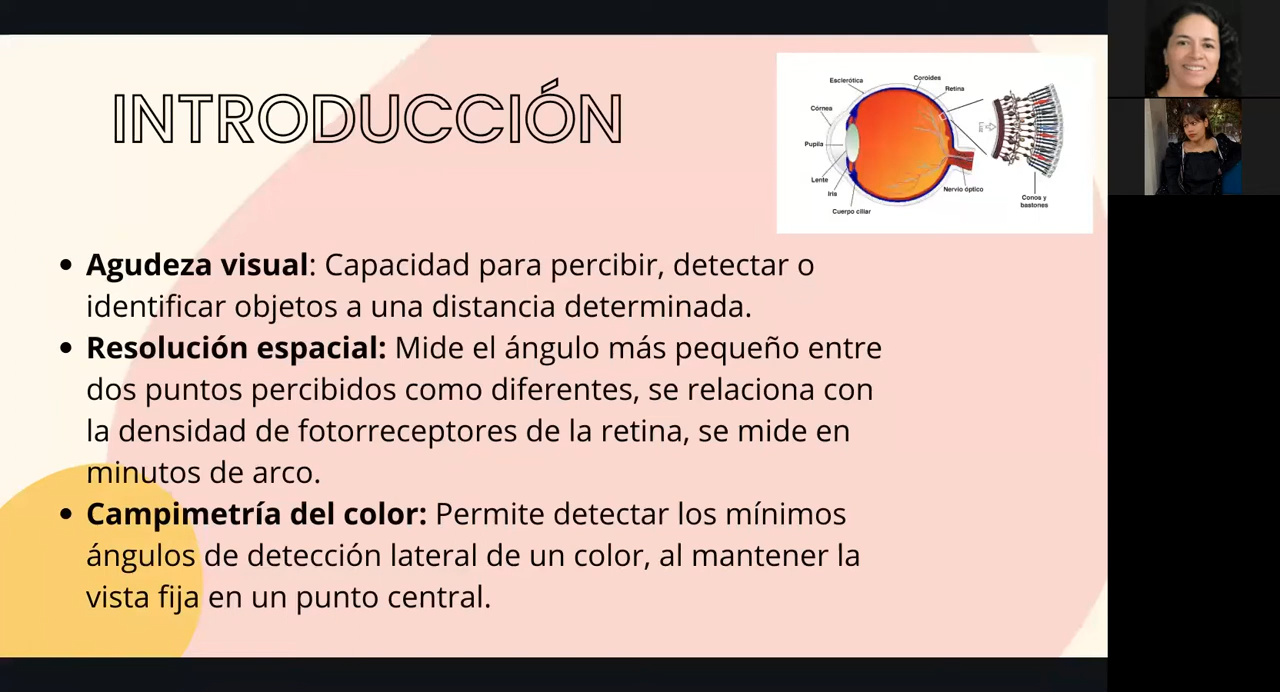 INTRODUCCIÓN
Esclerótica
Coroides
Retina
Córnea
Pupila
Lente
Iris
Cuerpo ciliar
Nervio óptico
Luz
Conos y
bastones
• Agudeza visual: Capacidad para percibir, detectar o
identificar objetos a una distancia determinada.
• Resolución espacial: Mide el ángulo más pequeño entre
dos puntos percibidos como diferentes, se relaciona con
la densidad de fotorreceptores de la retina, se mide en
minutos de arco.
• Campimetría del color: Permite detectar los mínimos
ángulos de detección lateral de un color, al mantener la
vista fija en un punto central.